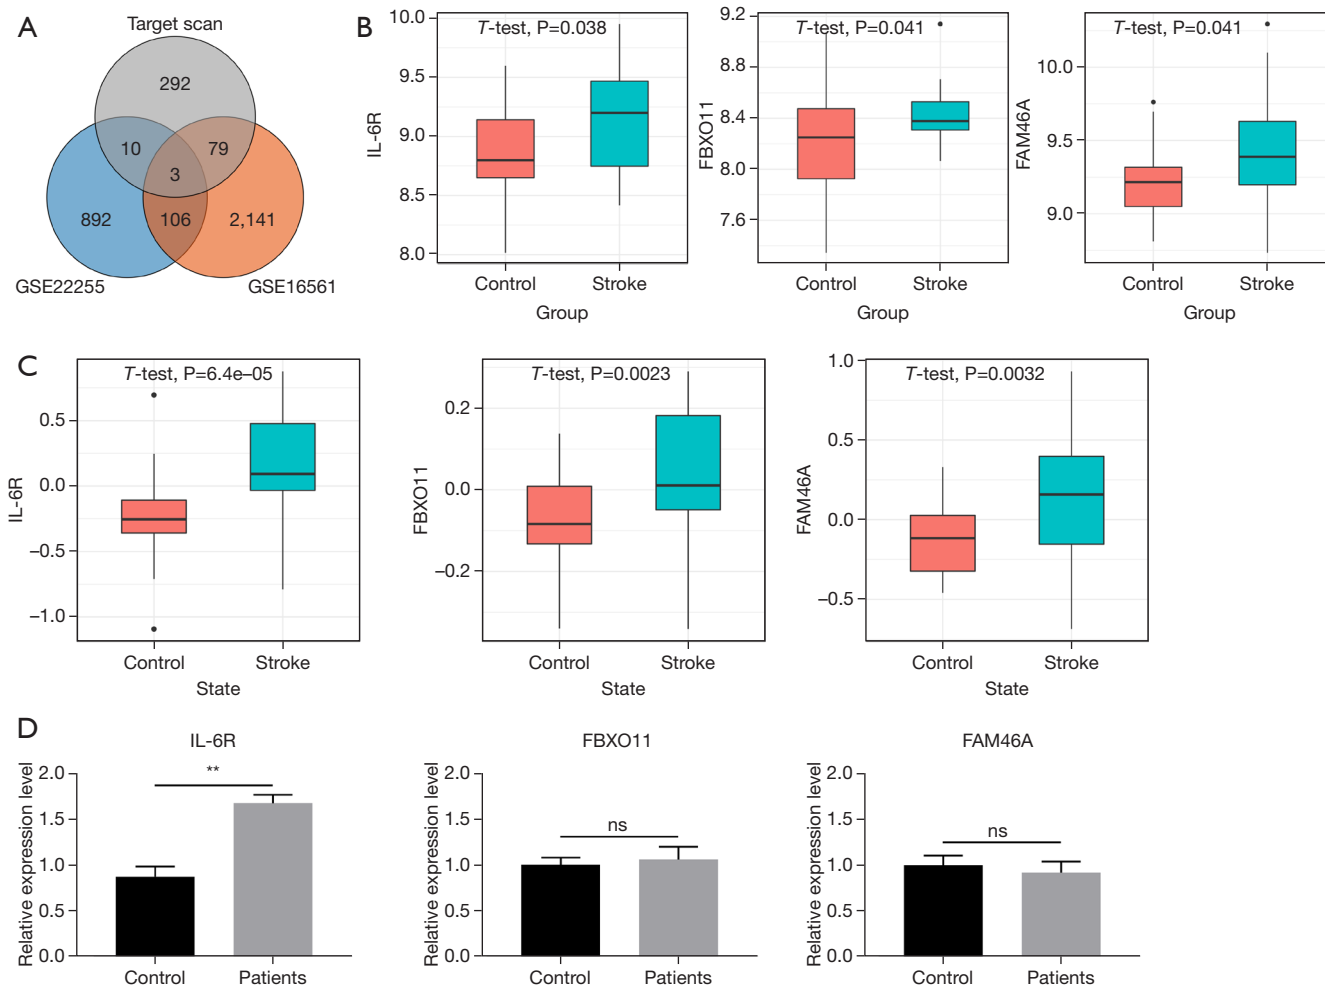 A
Target scan
292
10
79
3
892
106
2,141
GSE22255
GSE16561
B
T-test, P=0.038
IL-6R
10.0
9.5
9.0
8.5
8.0
Control
Stroke
Group
T-test, P=0.041
FBXO11
9.2
8.8
8.4
8.0
7.6
Control
Stroke
Group
T-test, P=0.041
FAM46A
10.0
9.5
9.0
Control
Stroke
Group
C
T-test, P=6.4e–05
IL-6R
0.5
0.0
–0.5
–1.0
Control
Stroke
State
T-test, P=0.0023
FBXO11
0.2
0.0
–0.2
Control
Stroke
State
T-test, P=0.0032
FAM46A
1.0
0.5
0.0
–0.5
Control
Stroke
State
D
IL-6R
Relative expression level
2.0
1.5
1.0
0.5
0.0
**
Control
Patients
FBXO11
Relative expression level
2.0
1.5
1.0
0.5
0.0
ns
Control
Patients
FAM46A
Relative expression level
2.0
1.5
1.0
0.5
0.0
ns
Control
Patients